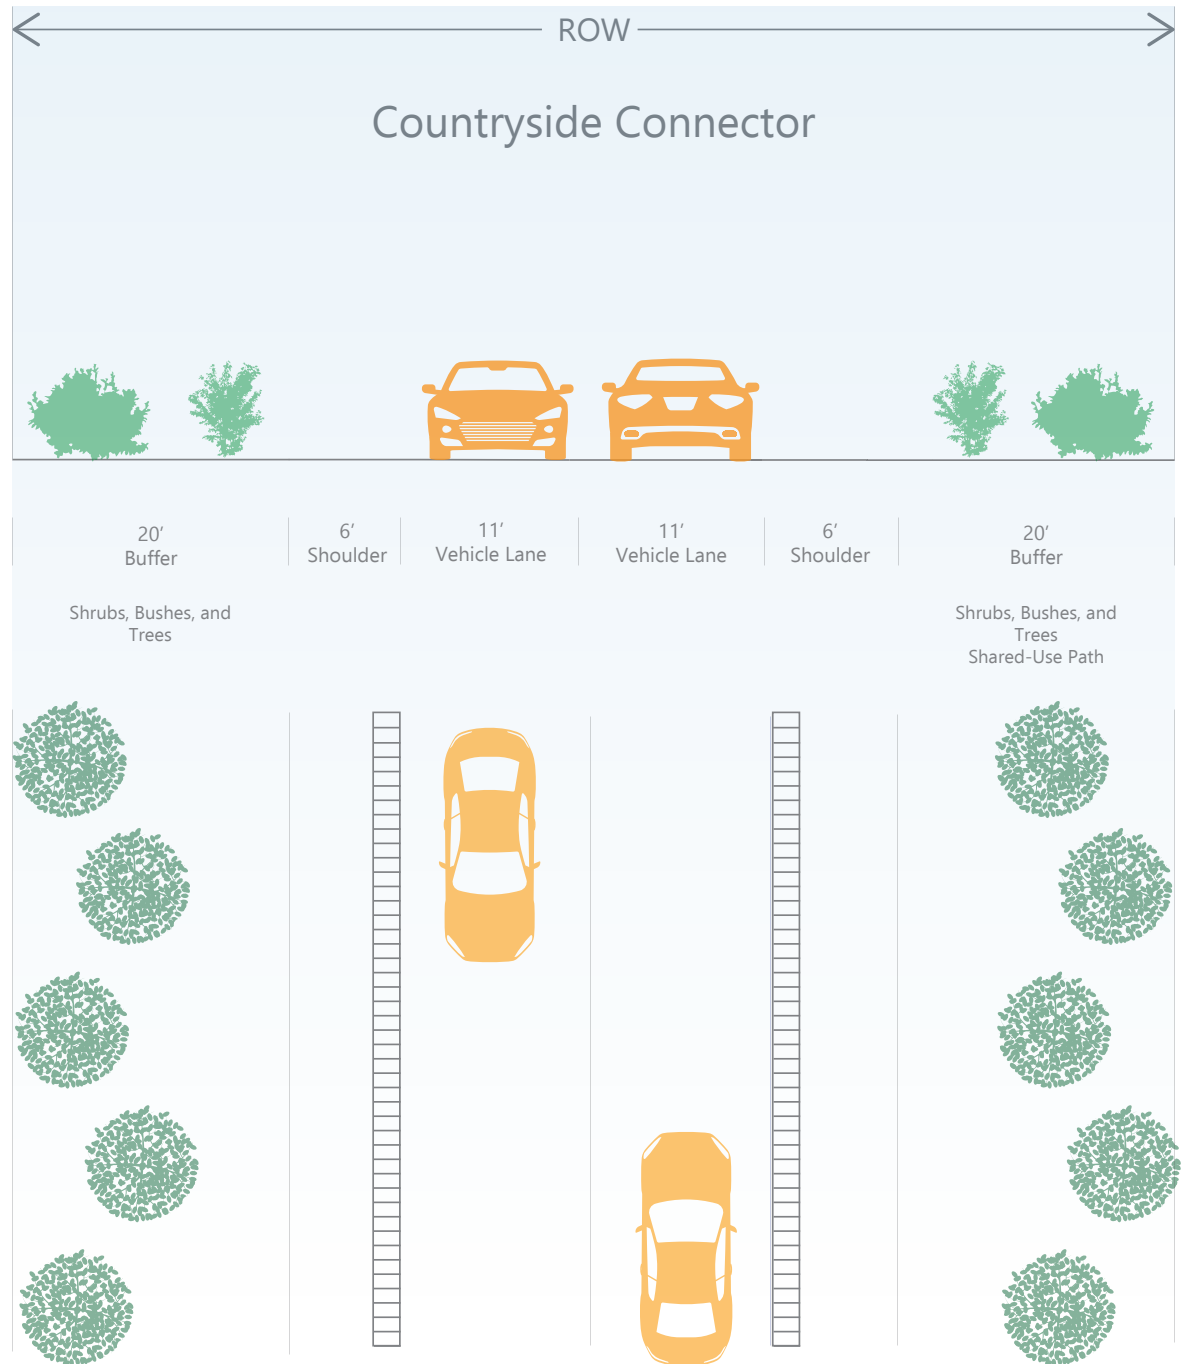 ROW
Countryside Connector
20′
Buffer
6′
Shoulder
11′
Vehicle Lane
11′
Vehicle Lane
6′
Shoulder
20′
Buffer
Shrubs, Bushes, and
Trees
Shrubs, Bushes, and
Trees
Shared-Use Path